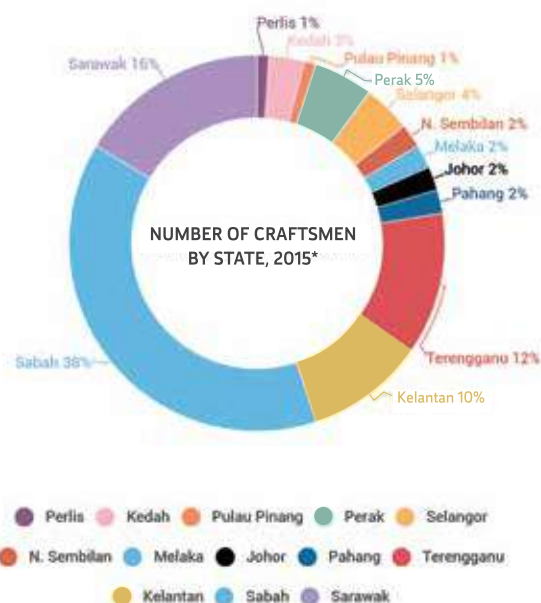 Perlis 1%
Kedah 3%
Pulau Pinang 1%
Perak 5%
Selangor 4%
N. Sembilan 2%
Melaka 2%
Johor 2%
Pahang 2%
Terengganu 12%
Kelantan 10%
Sabah 38%
Sarawak 16%
NUMBER OF CRAFTSMEN
BY STATE, 2015*
Perlis Kedah Pulau Pinang Perak Selangor
N. Sembilan Melaka Johor Pahang Terengganu
Kelantan Sabah Sarawak